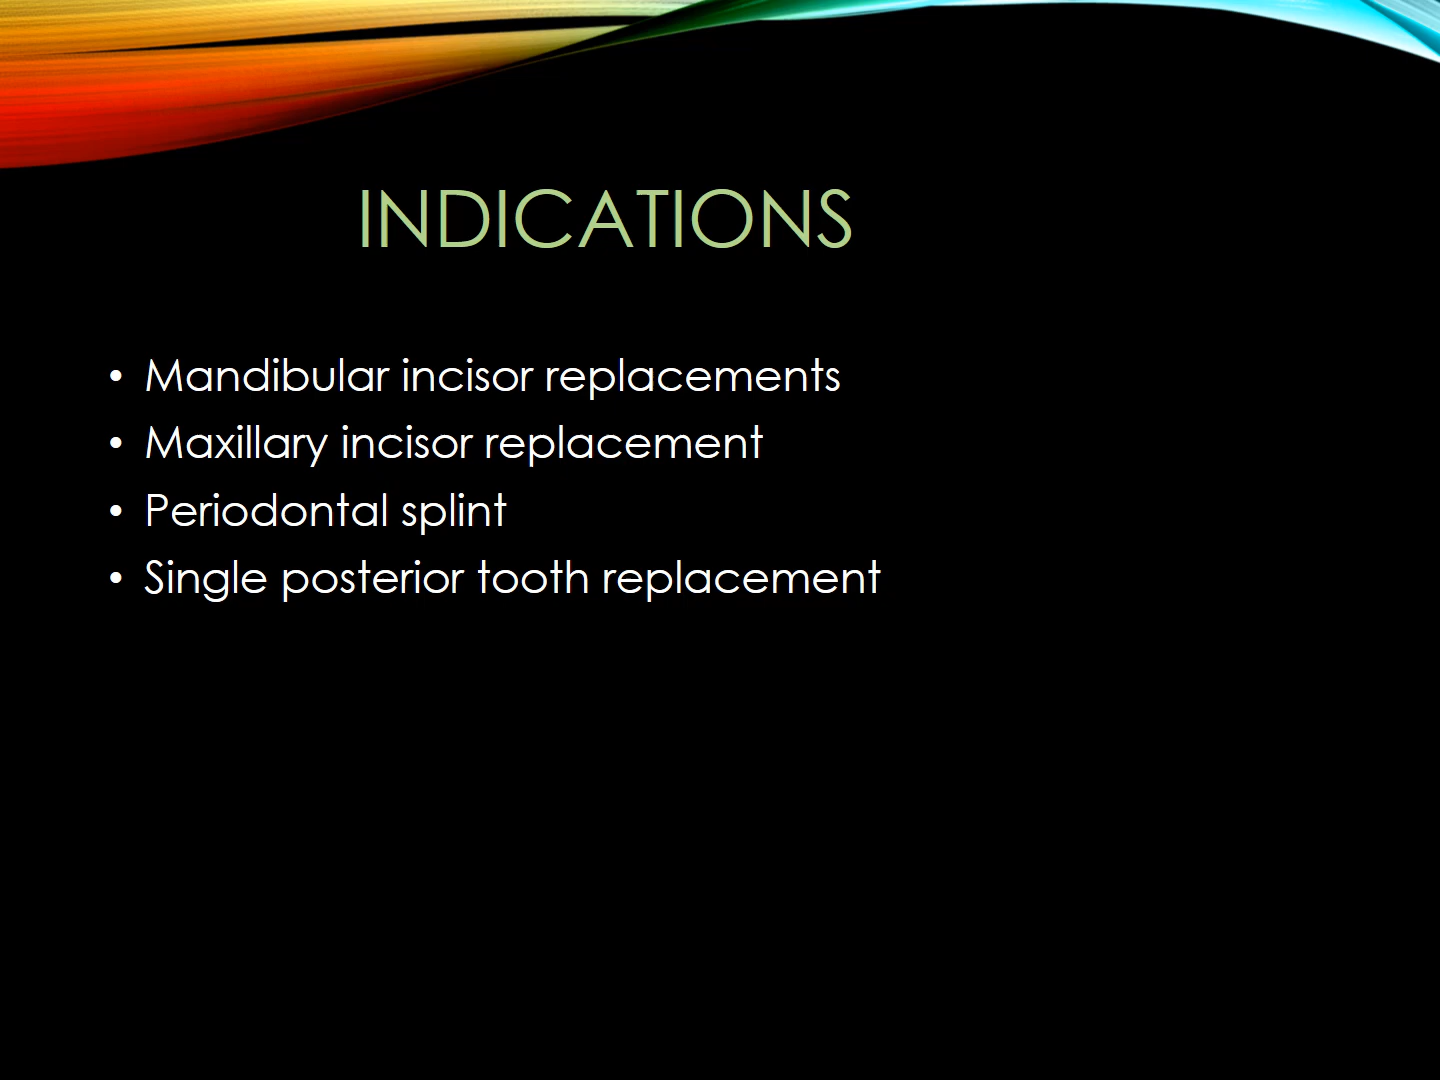 INDICATIONS
• Mandibular incisor replacements
• Maxillary incisor replacement
• Periodontal splint
• Single posterior tooth replacement